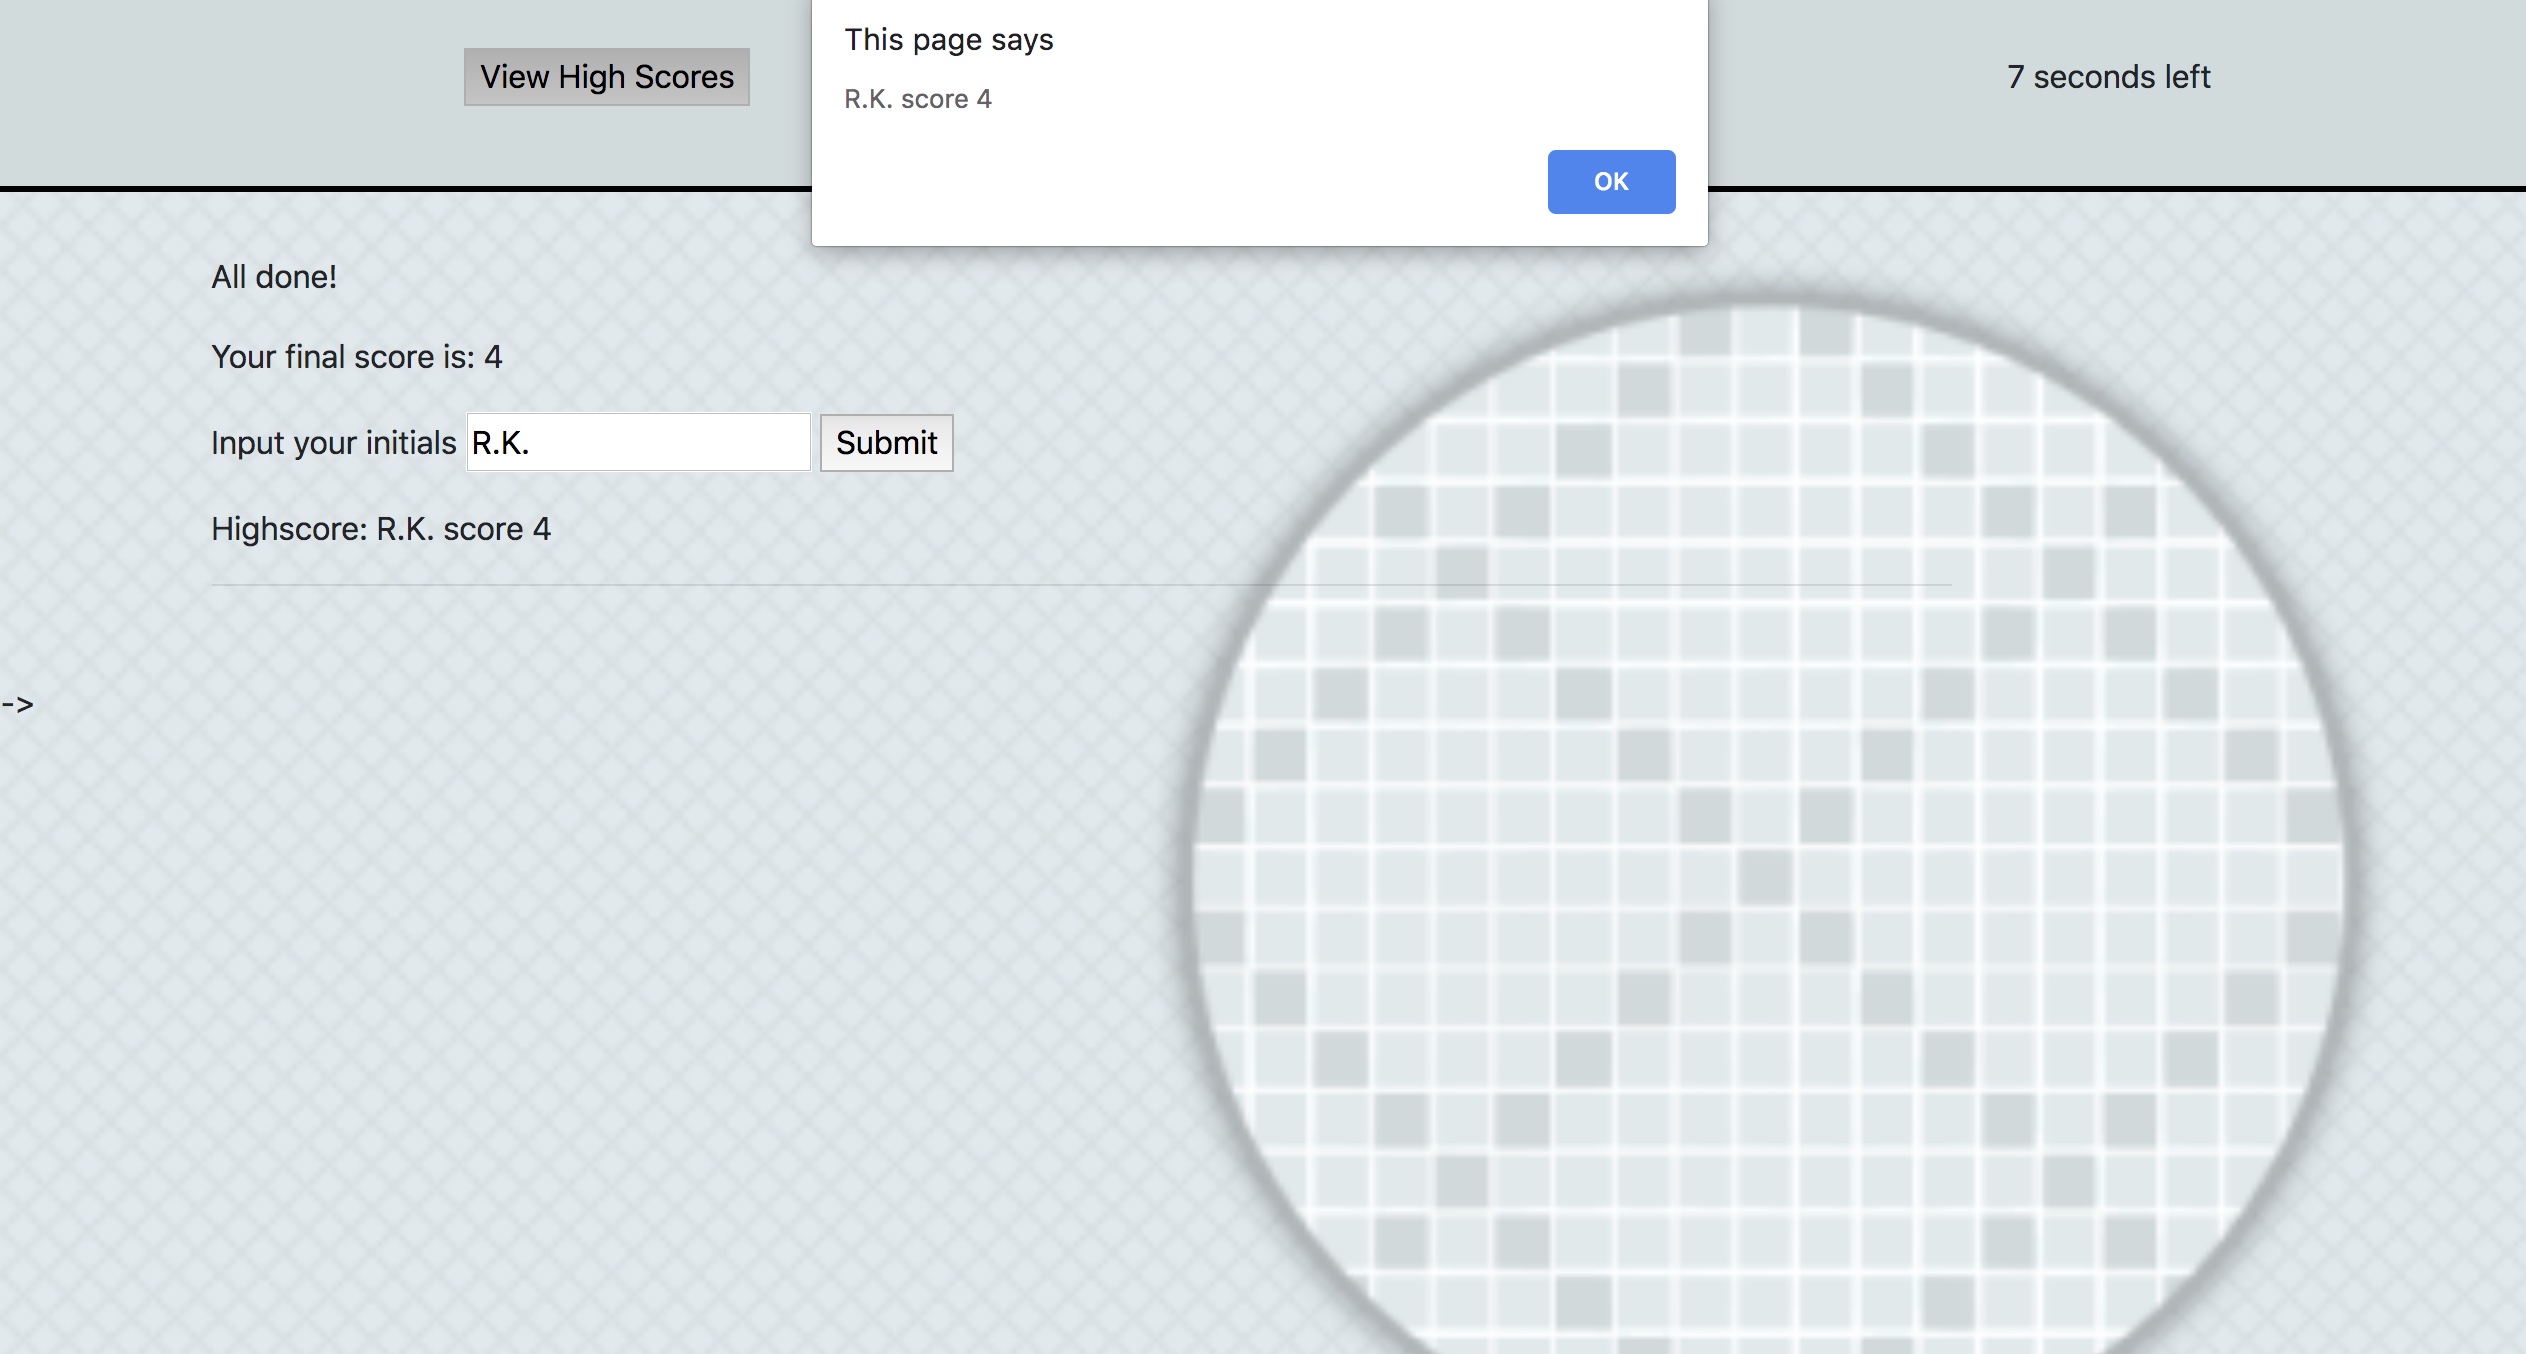 View High Scores
This page says
R.K. score 4
OK
7 seconds left
All done!
Your final score is: 4
Input your initials R.K. Submit
Highscore: R.K. score 4
->